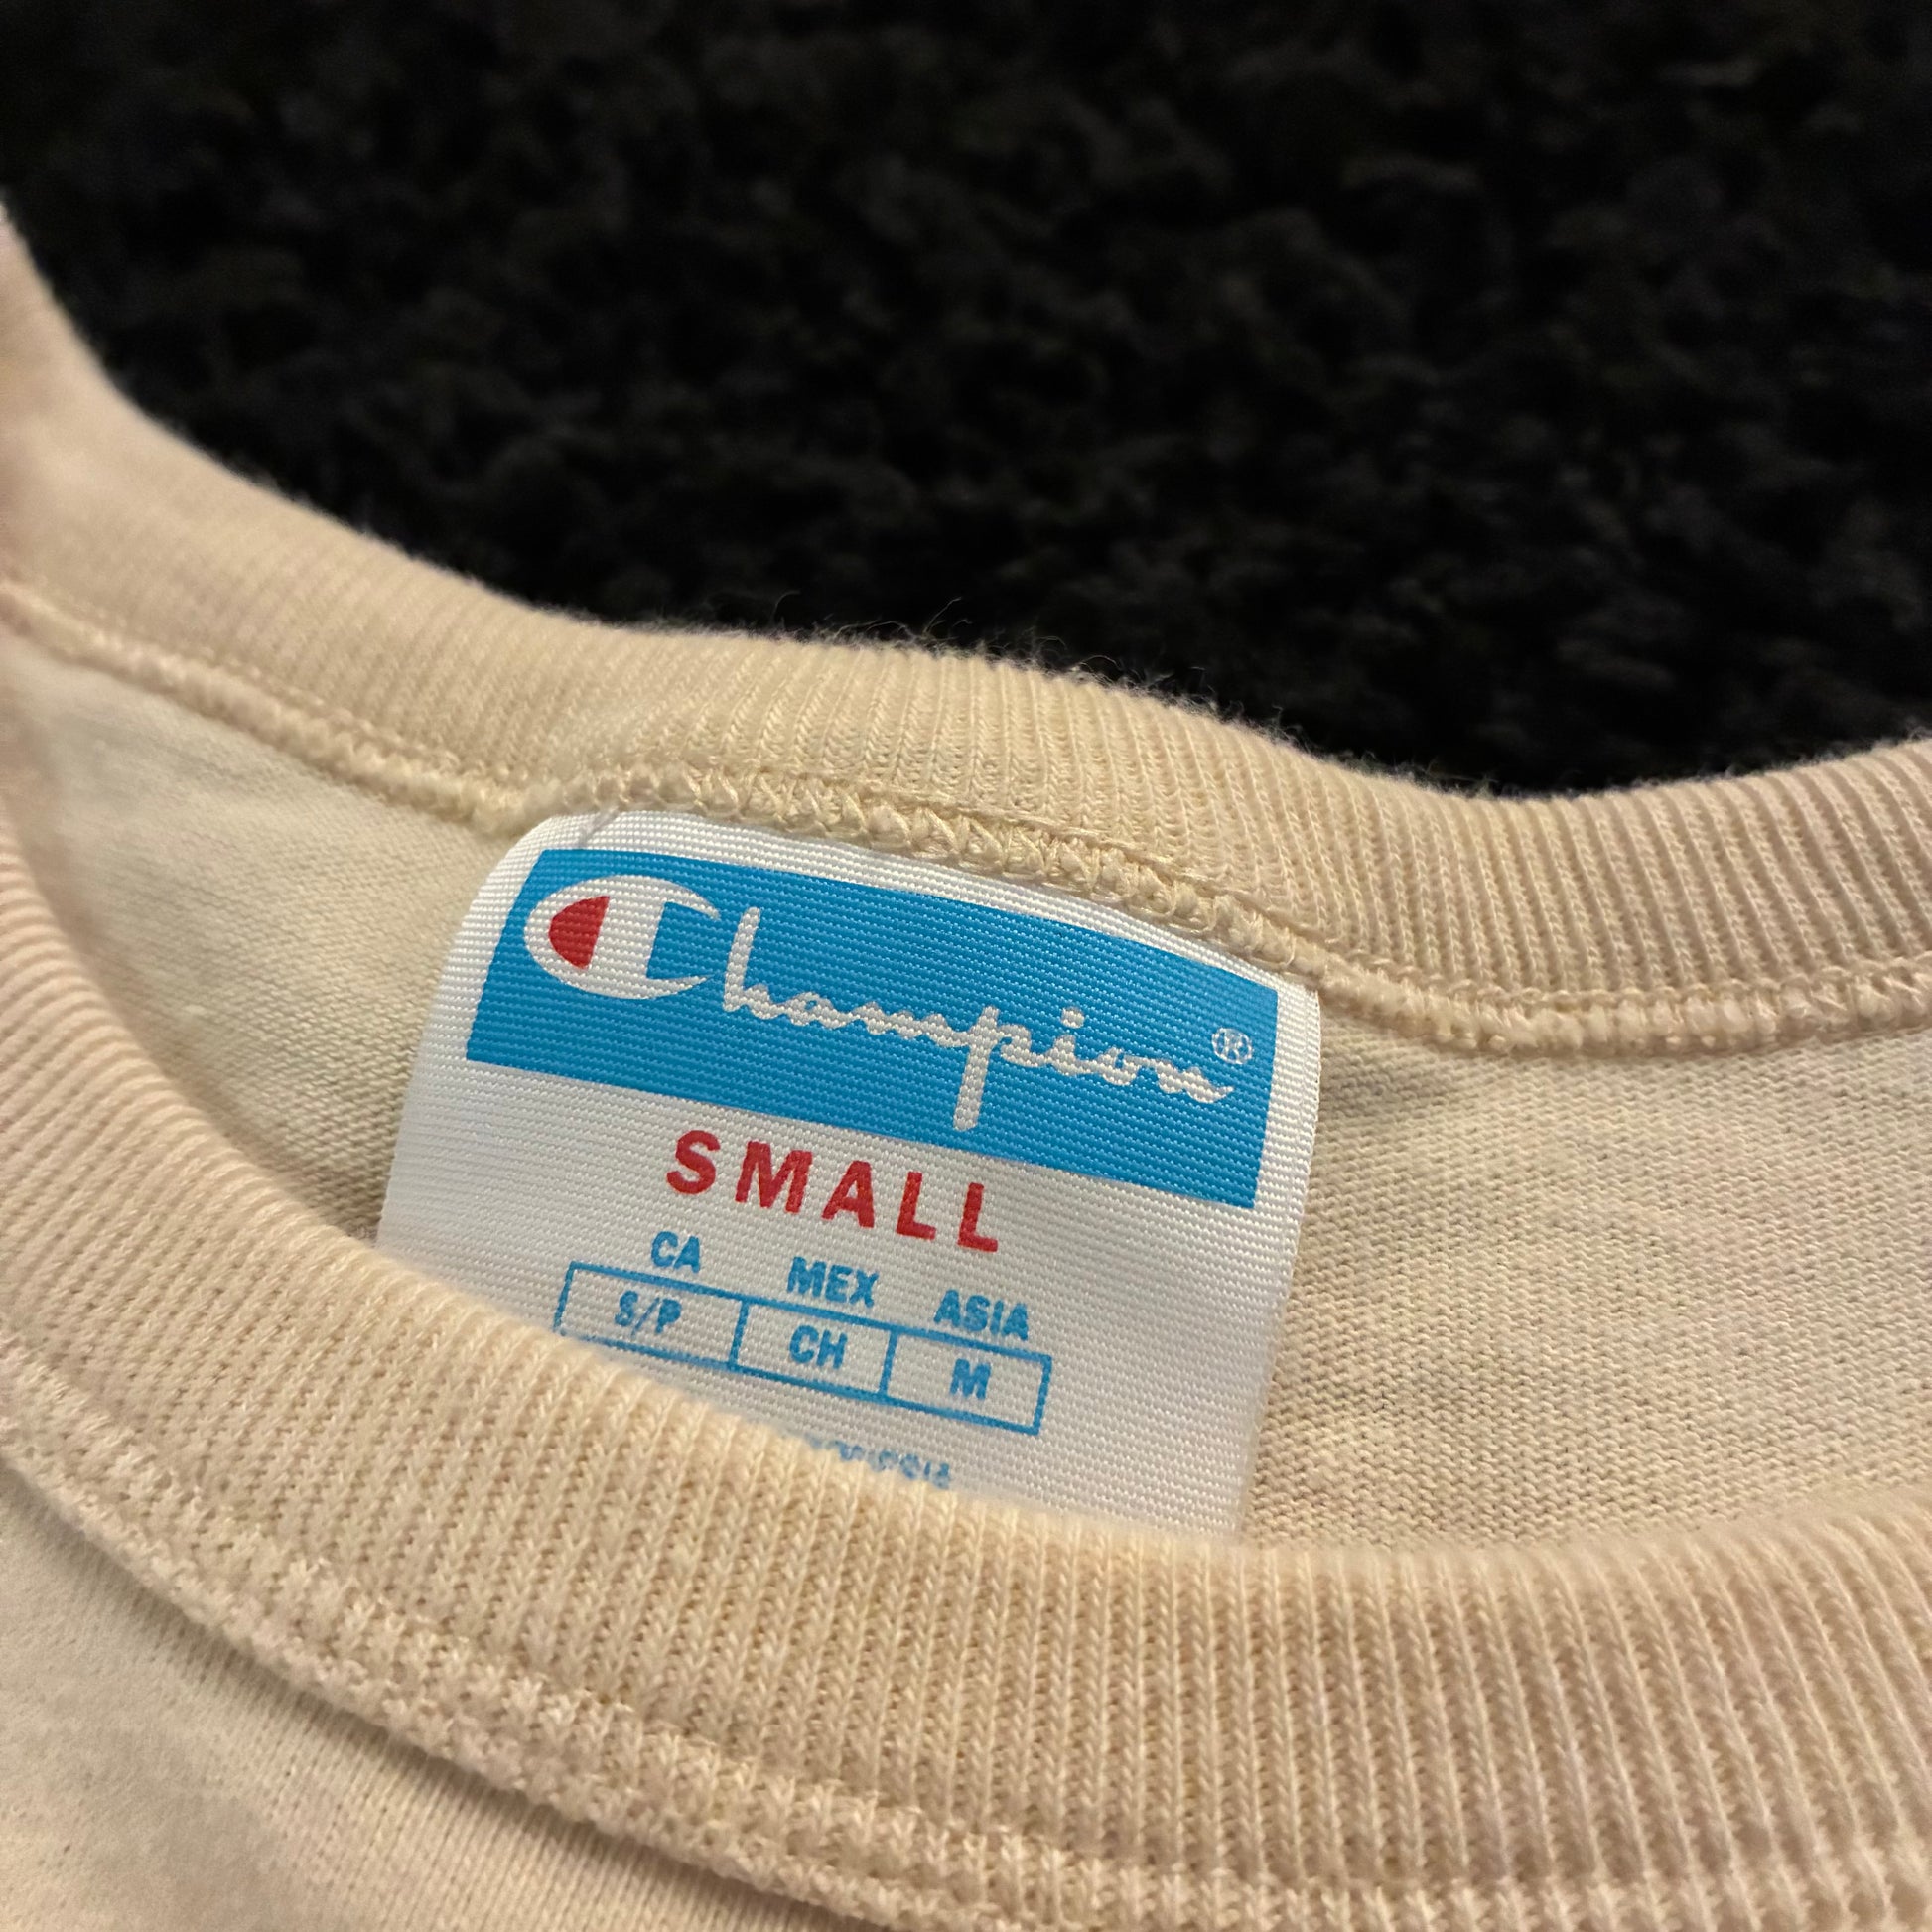 Champion®
SMALL
CA MEX ASIA
S/P CH M